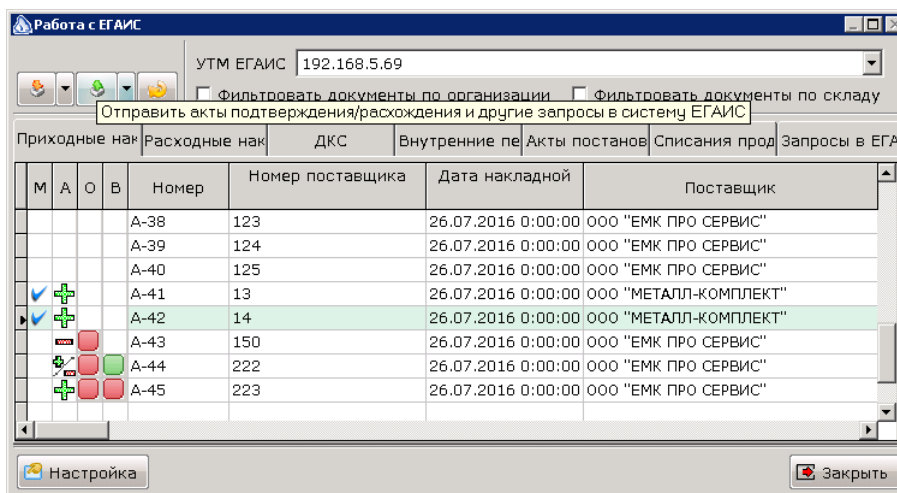 Работа с ЕГАИС
УТМ ЕГАИС 192.168.5.69
Фильтровать документы по организации Фильтровать документы по складу
Отправить акты подтверждения/расхождения и другие запросы в систему ЕГАИС
Приходные нак Расходные нак ДКС Внутренние пе Акты постанов Списания прод Запросы в ЕГА
М А О В Номер Номер поставщика Дата накладной Поставщик
А-38 123 26.07.2016 0:00:00 ООО "ЕМК ПРО СЕРВИС"
А-39 124 26.07.2016 0:00:00 ООО "ЕМК ПРО СЕРВИС"
А-40 125 26.07.2016 0:00:00 ООО "ЕМК ПРО СЕРВИС"
А-41 13 26.07.2016 0:00:00 ООО "МЕТАЛЛ-КОМПЛЕКТ"
А-42 14 26.07.2016 0:00:00 ООО "МЕТАЛЛ-КОМПЛЕКТ"
А-43 150 26.07.2016 0:00:00 ООО "ЕМК ПРО СЕРВИС"
А-44 222 26.07.2016 0:00:00 ООО "ЕМК ПРО СЕРВИС"
А-45 223 26.07.2016 0:00:00 ООО "ЕМК ПРО СЕРВИС"
Настройка Закрыть